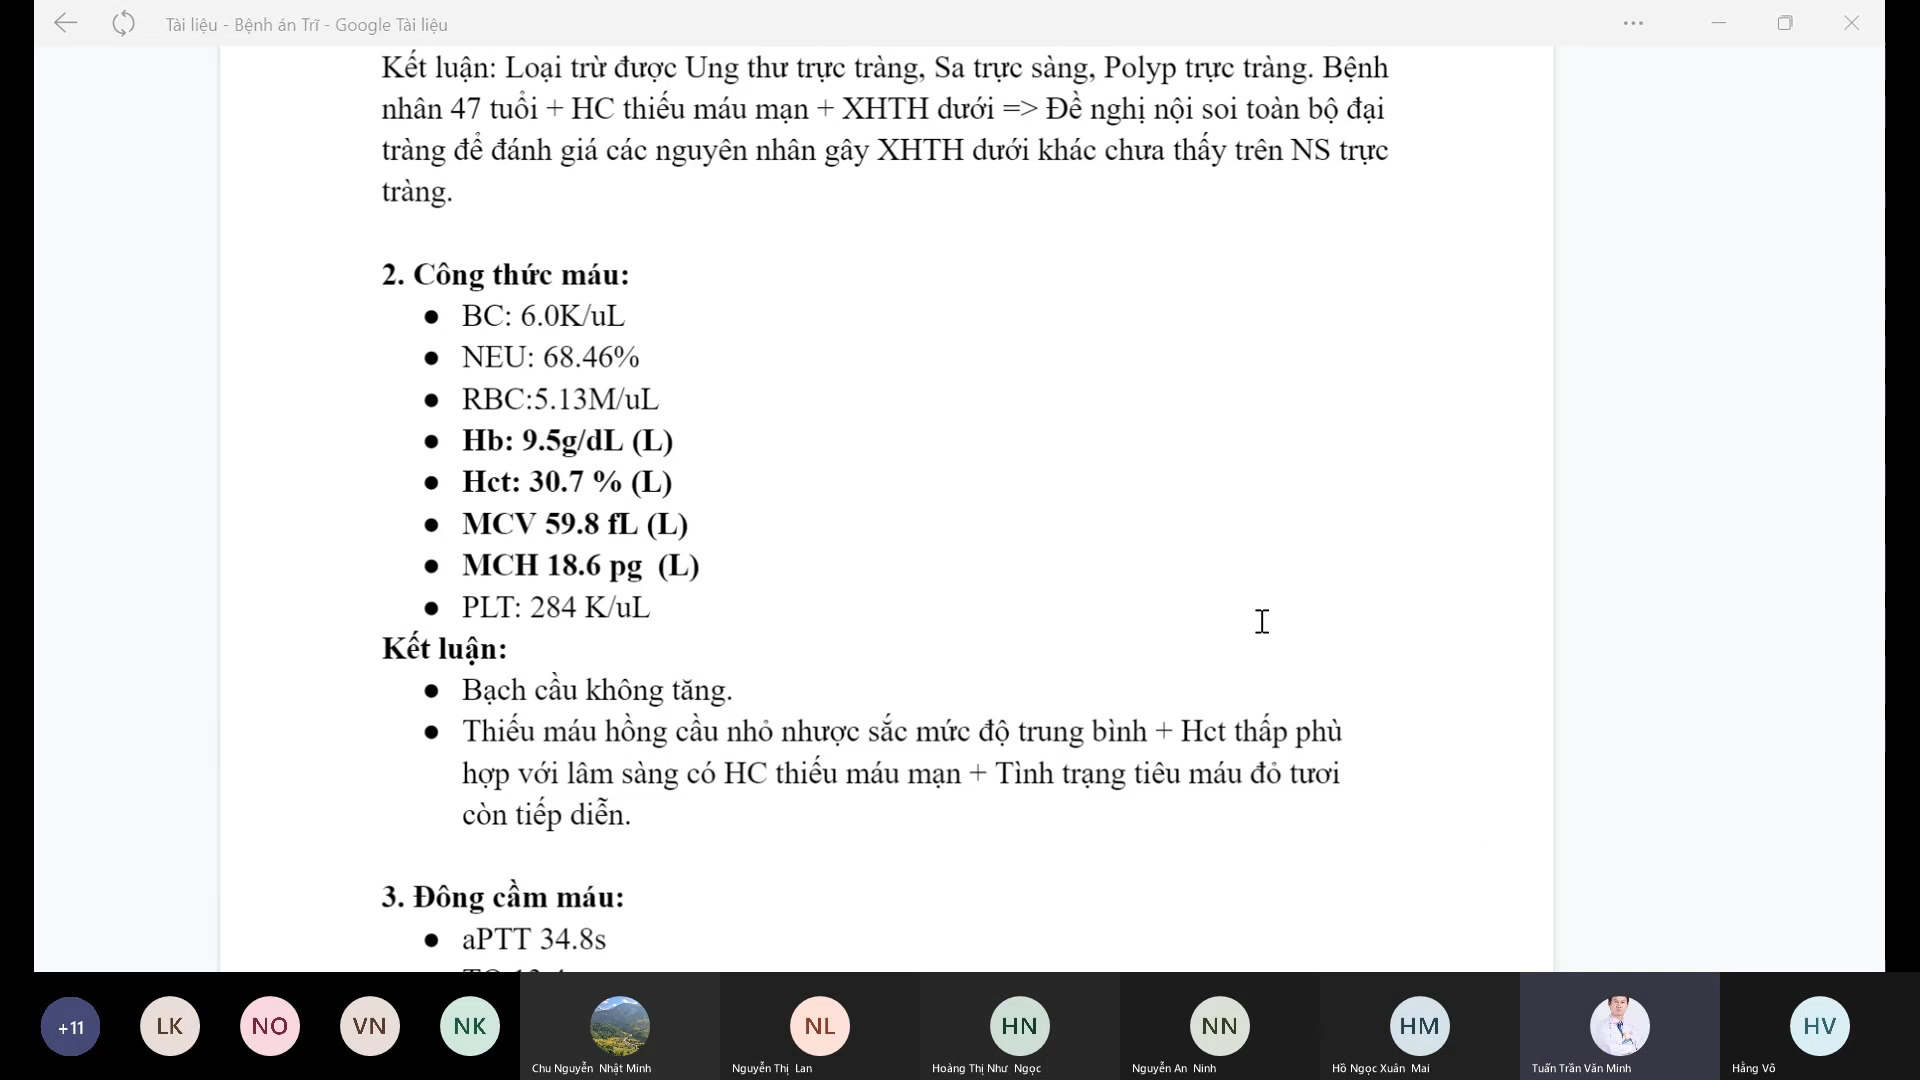 Tài liệu - Bệnh án Trĩ - Google Tài liệu
Kết luận: Loại trừ được Ung thư trực tràng, Sa trực sàng, Polyp trực tràng. Bệnh
nhân 47 tuổi + HC thiếu máu mạn + XHTH dưới => Đề nghị nội soi toàn bộ đại
tràng để đánh giá các nguyên nhân gây XHTH dưới khác chưa thấy trên NS trực
tràng.
2. Công thức máu:
● BC: 6.0K/uL
● NEU: 68.46%
● RBC:5.13M/uL
● Hb: 9.5g/dL (L)
● Hct: 30.7 % (L)
● MCV 59.8 fL (L)
● MCH 18.6 pg (L)
● PLT: 284 K/uL
Kết luận:
● Bạch cầu không tăng.
● Thiếu máu hồng cầu nhỏ nhược sắc mức độ trung bình + Hct thấp phù
hợp với lâm sàng có HC thiếu máu mạn + Tình trạng tiêu máu đỏ tươi
còn tiếp diễn.
3. Đông cầm máu:
● aPTT 34.8s
+11 LK NO VN NK NL HN NN HM HV
Chu Nguyễn Nhật Minh Nguyễn Thị Lan Hoàng Thị Như Ngọc Nguyễn An Ninh Hồ Ngọc Xuân Mai Tuấn Trần Văn Minh Hằng Võ